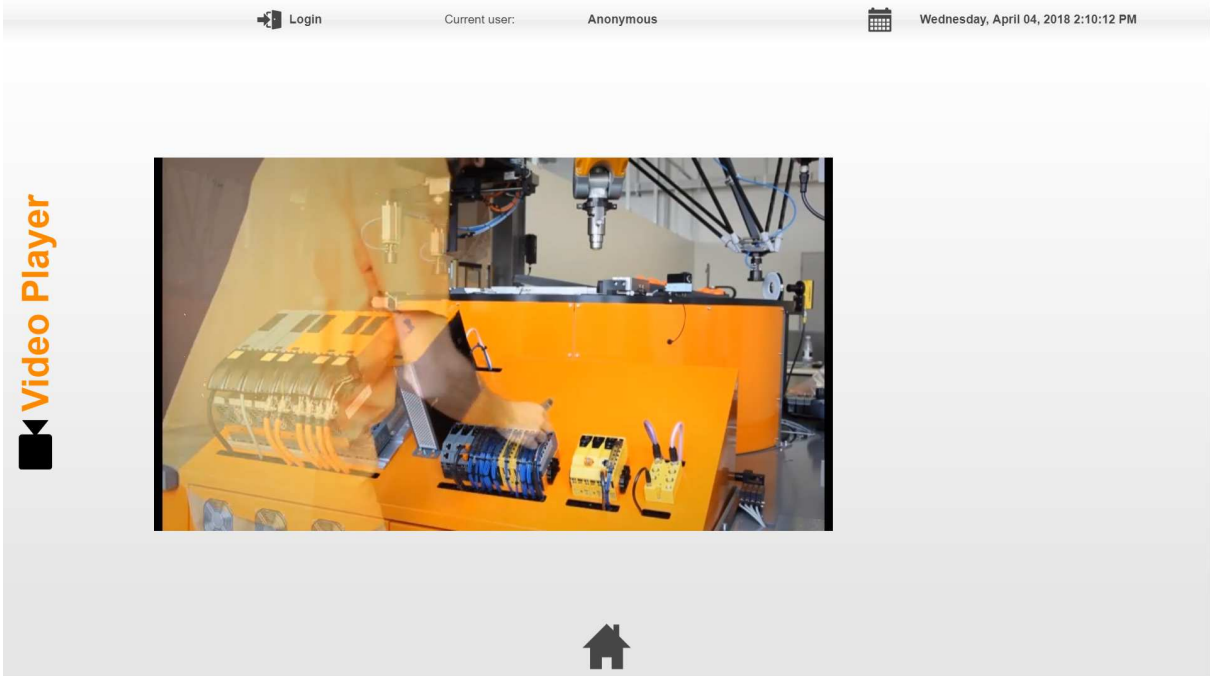 Login
Current user:
Anonymous
Wednesday, April 04, 2018 2:10:12 PM
Video Player